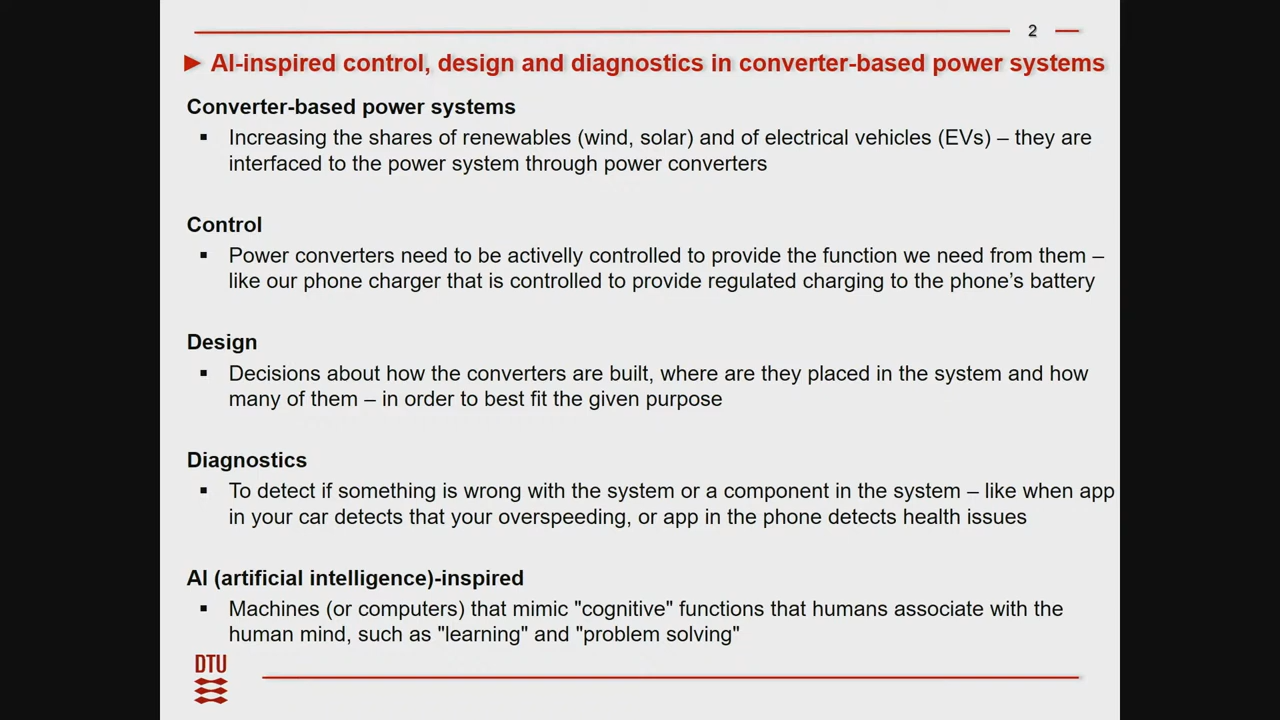 2
► AI-inspired control, design and diagnostics in converter-based power systems
Converter-based power systems
▪ Increasing the shares of renewables (wind, solar) and of electrical vehicles (EVs) – they are
interfaced to the power system through power converters
Control
▪ Power converters need to be activelly controlled to provide the function we need from them –
like our phone charger that is controlled to provide regulated charging to the phone's battery
Design
▪ Decisions about how the converters are built, where are they placed in the system and how
many of them – in order to best fit the given purpose
Diagnostics
▪ To detect if something is wrong with the system or a component in the system – like when app
in your car detects that your overspeeding, or app in the phone detects health issues
AI (artificial intelligence)-inspired
▪ Machines (or computers) that mimic "cognitive" functions that humans associate with the
human mind, such as "learning" and "problem solving"
DTU